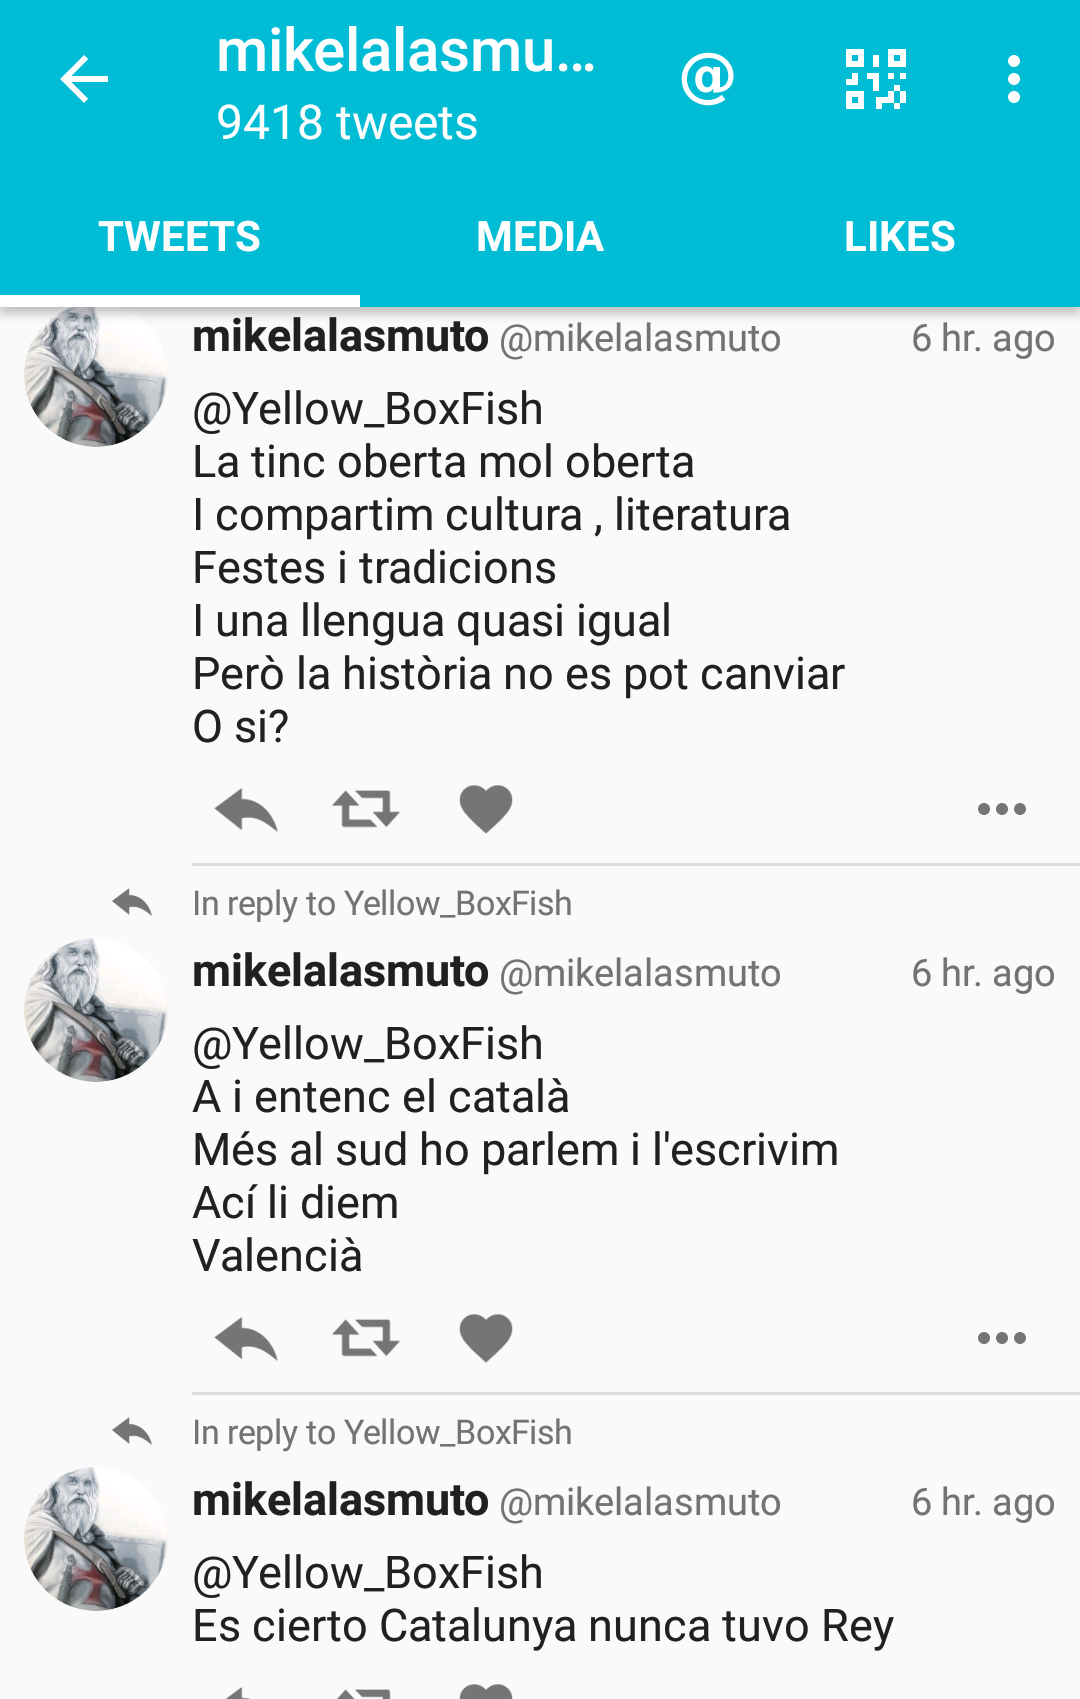 mikelalasmu...
9418 tweets
TWEETS MEDIA LIKES
mikelalasmuto @mikelalasmuto 6 hr. ago
@Yellow_BoxFish
La tinc oberta mol oberta
I compartim cultura , literatura
Festes i tradicions
I una llengua quasi igual
Però la història no es pot canviar
O si?
In reply to Yellow_BoxFish
mikelalasmuto @mikelalasmuto 6 hr. ago
@Yellow_BoxFish
A i entenc el català
Més al sud ho parlem i l'escrivim
Ací li diem
Valencià
In reply to Yellow_BoxFish
mikelalasmuto @mikelalasmuto 6 hr. ago
@Yellow_BoxFish
Es cierto Catalunya nunca tuvo Rey